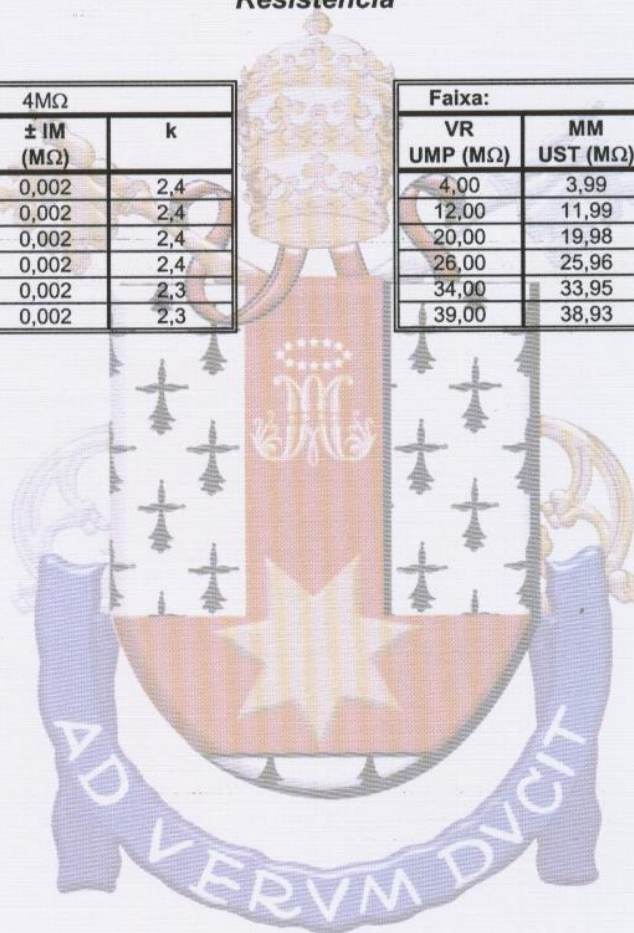 Resistência
4MΩ
± IM (MΩ) k
0,002 2,4
0,002 2,4
0,002 2,4
0,002 2,4
0,002 2,3
0,002 2,3
Faixa:
VR UMP (MΩ) MM UST (MΩ)
4,00 3,99
12,00 11,99
20,00 19,98
26,00 25,96
34,00 33,95
39,00 38,93
AD VERVM DVCIT